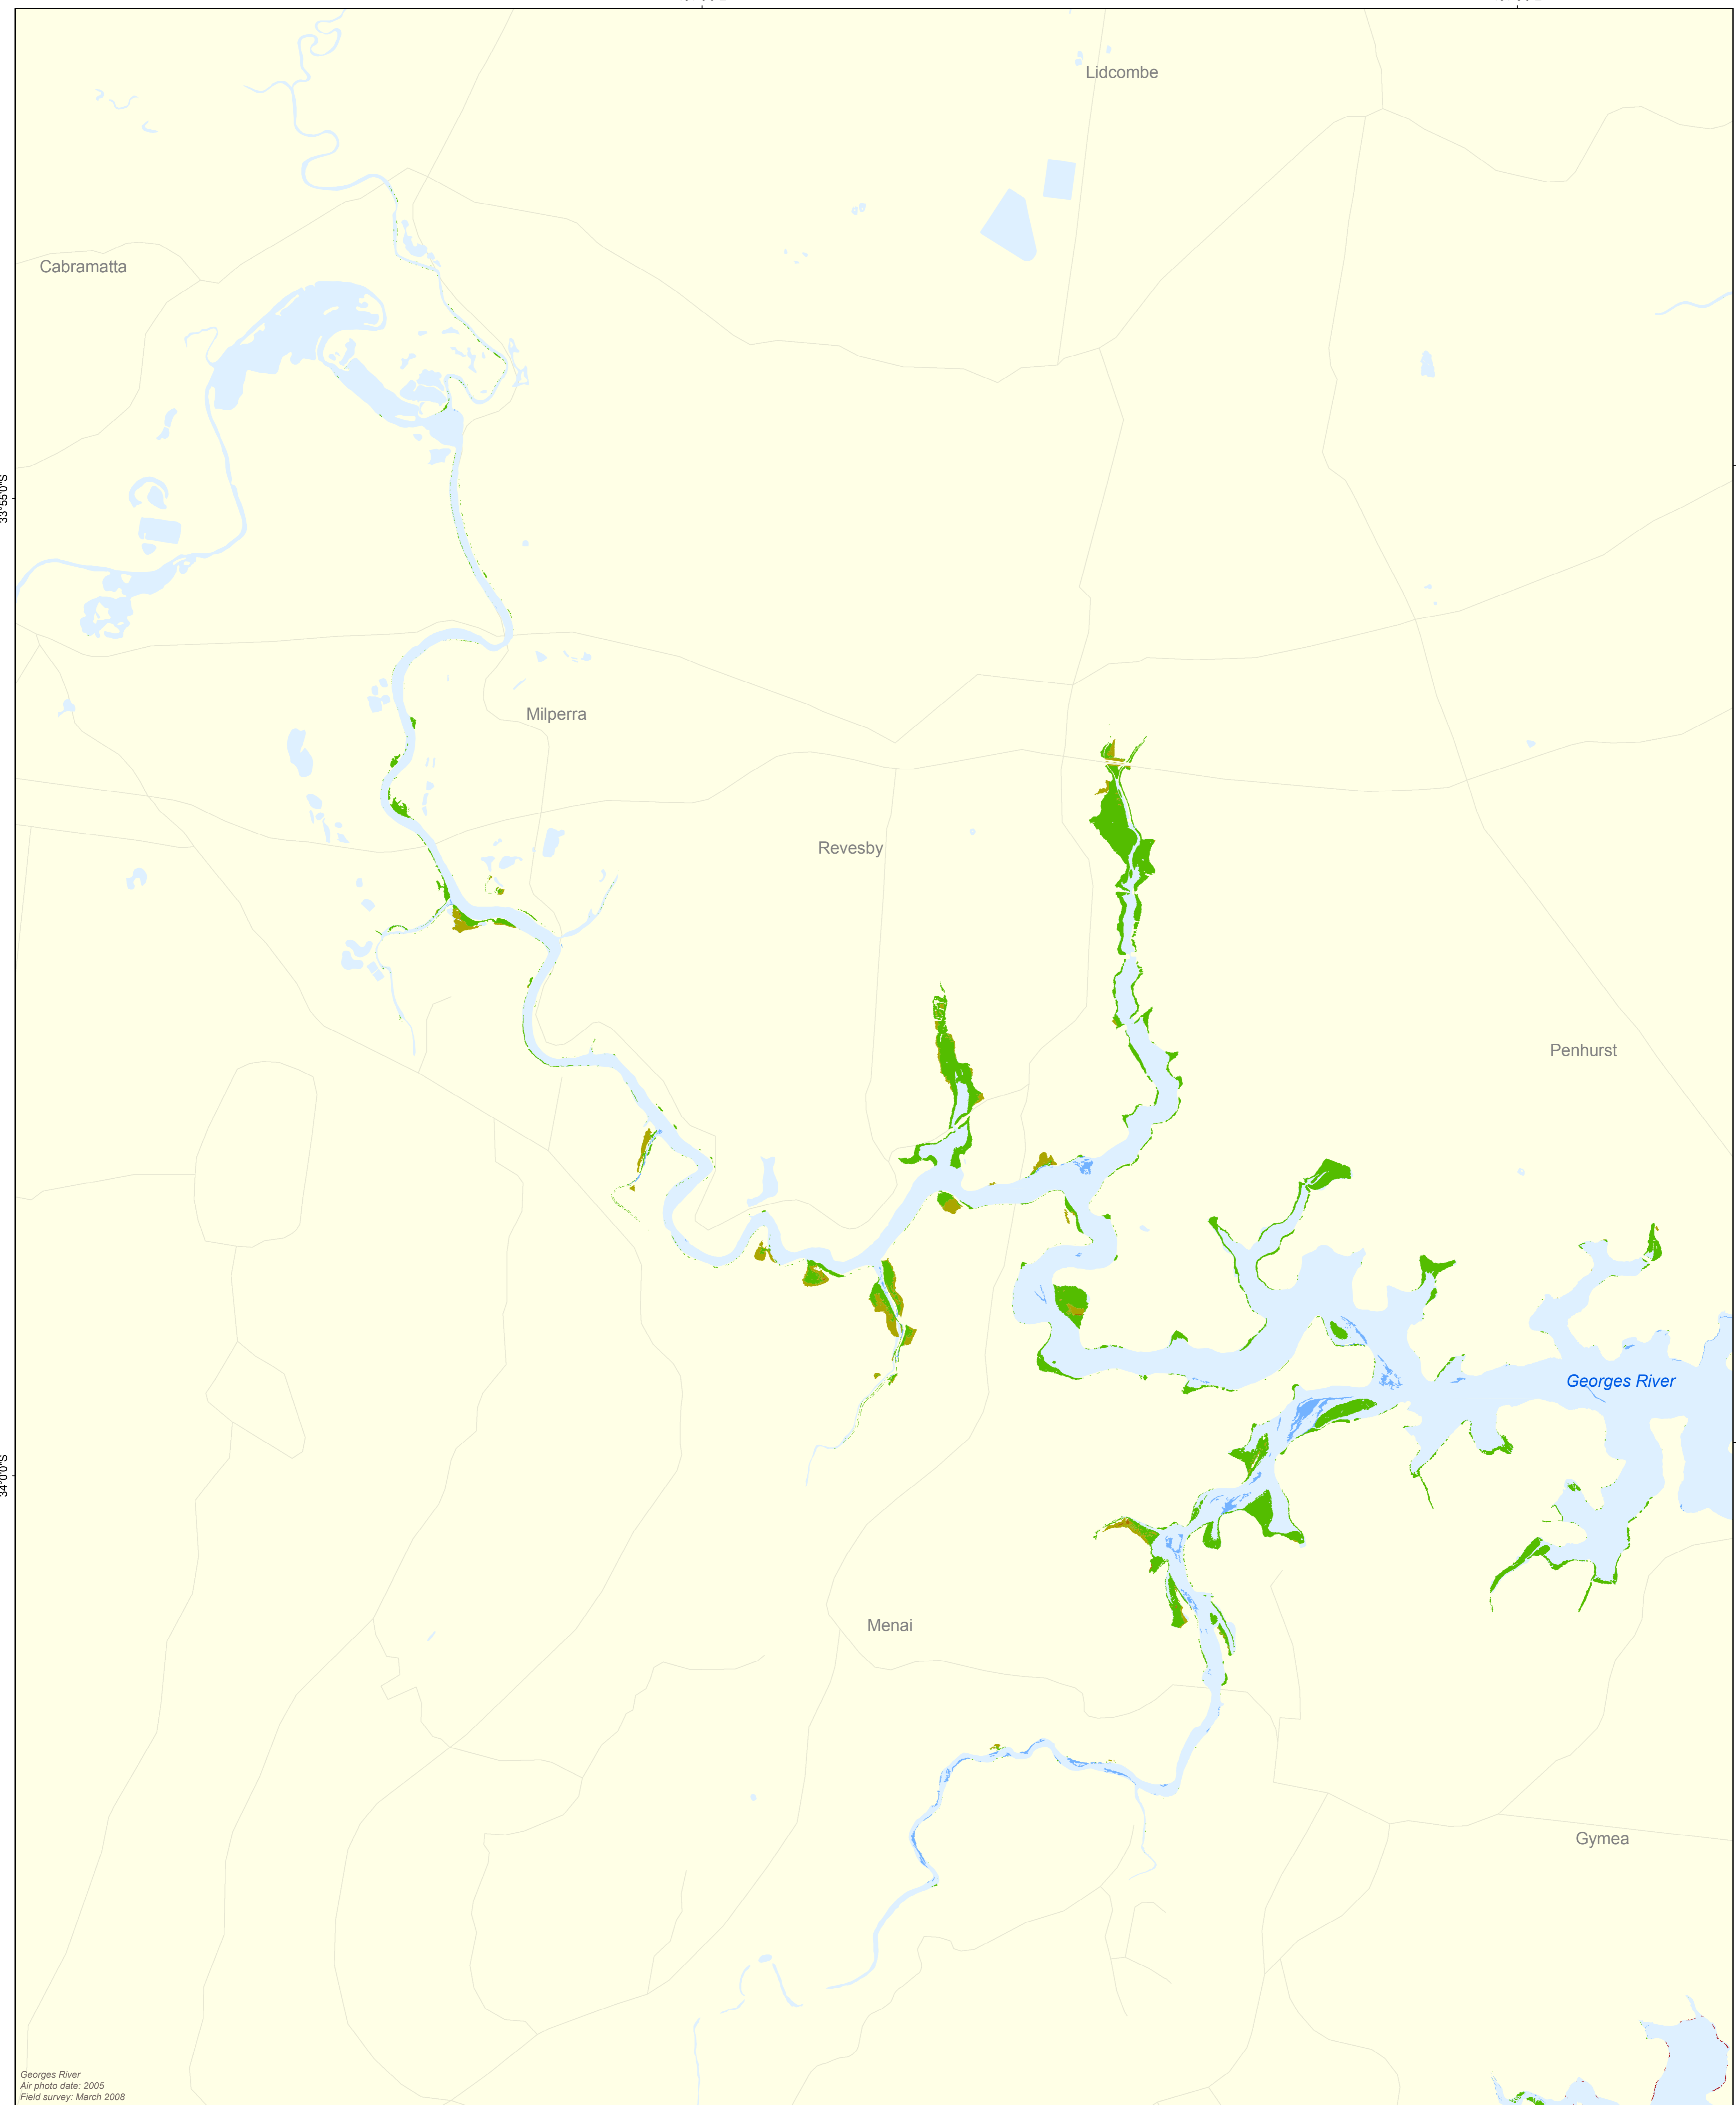 Lidcombe
Cabramatta
33°55'0"S
Milperra
Revesby
Penhurst
Georges River
34°0'0"S
Menai
Gymea
Georges River
Air photo date: 2005
Field survey: March 2008